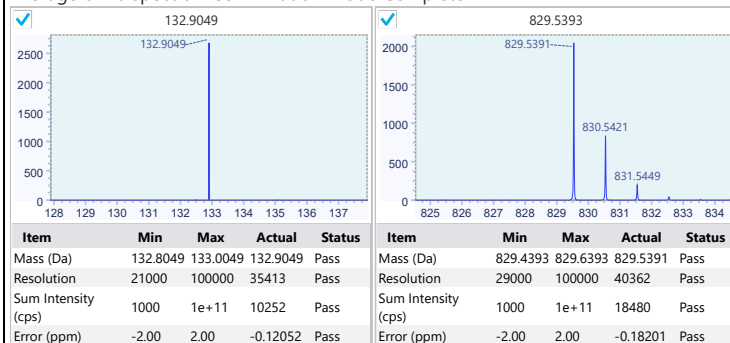 132.9049
132.9049
2500
2000
1500
1000
500
0
128 129 130 131 132 133 134 135 136 137
Item Min Max Actual Status
Mass (Da) 132.8049 133.0049 132.9049 Pass
Resolution 21000 100000 35413 Pass
Sum Intensity
(cps) 1000 1e+11 10252 Pass
Error (ppm) -2.00 2.00 -0.12052 Pass
829.5393
829.5391
2000
1500
1000
830.5421
500
831.5449
0
825 826 827 828 829 830 831 832 833 834
Item Min Max Actual Status
Mass (Da) 829.4393 829.6393 829.5391 Pass
Resolution 29000 100000 40362 Pass
Sum Intensity
(cps) 1000 1e+11 18480 Pass
Error (ppm) -2.00 2.00 -0.18201 Pass